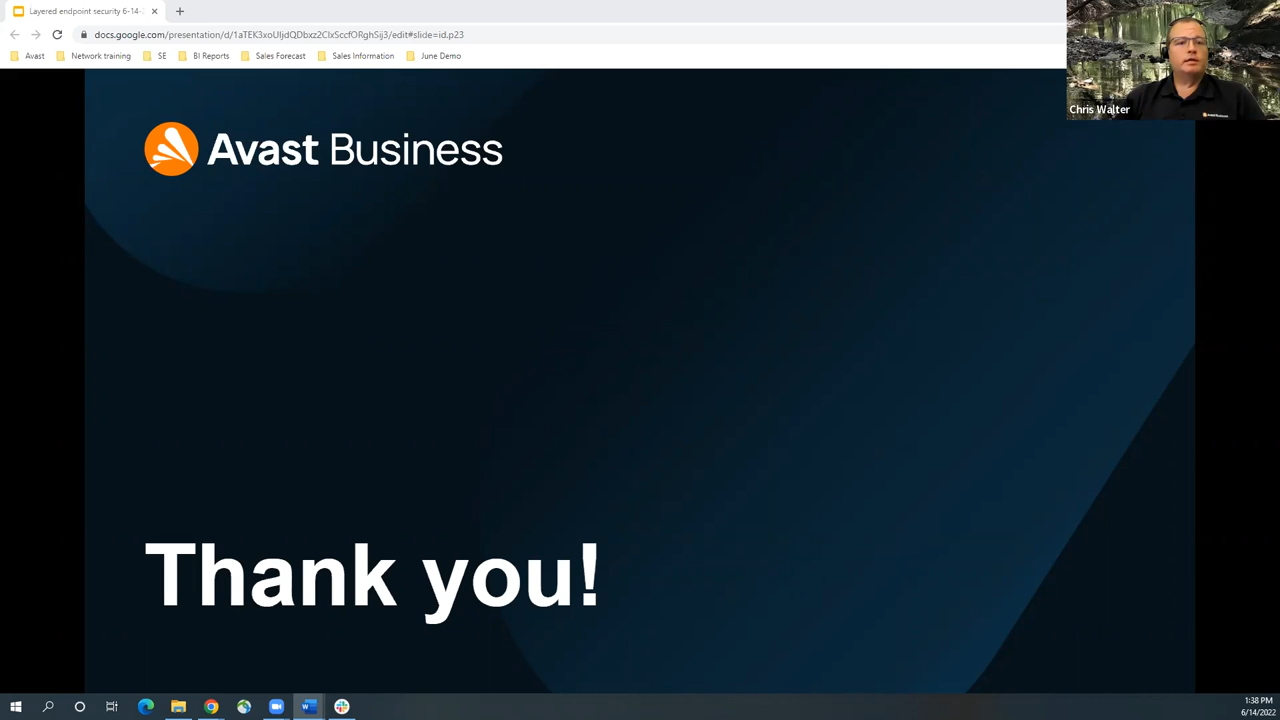 Layered endpoint security 6-14-
docs.google.com/presentation/d/1aTEK3xoUljdQDbxz2ClxSccfORghSij3/edit#slide=id.p23
Avast
Network training
SE
BI Reports
Sales Forecast
Sales Information
June Demo
Chris Walter
Avast Business
Thank you!
1:38 PM
6/14/2022